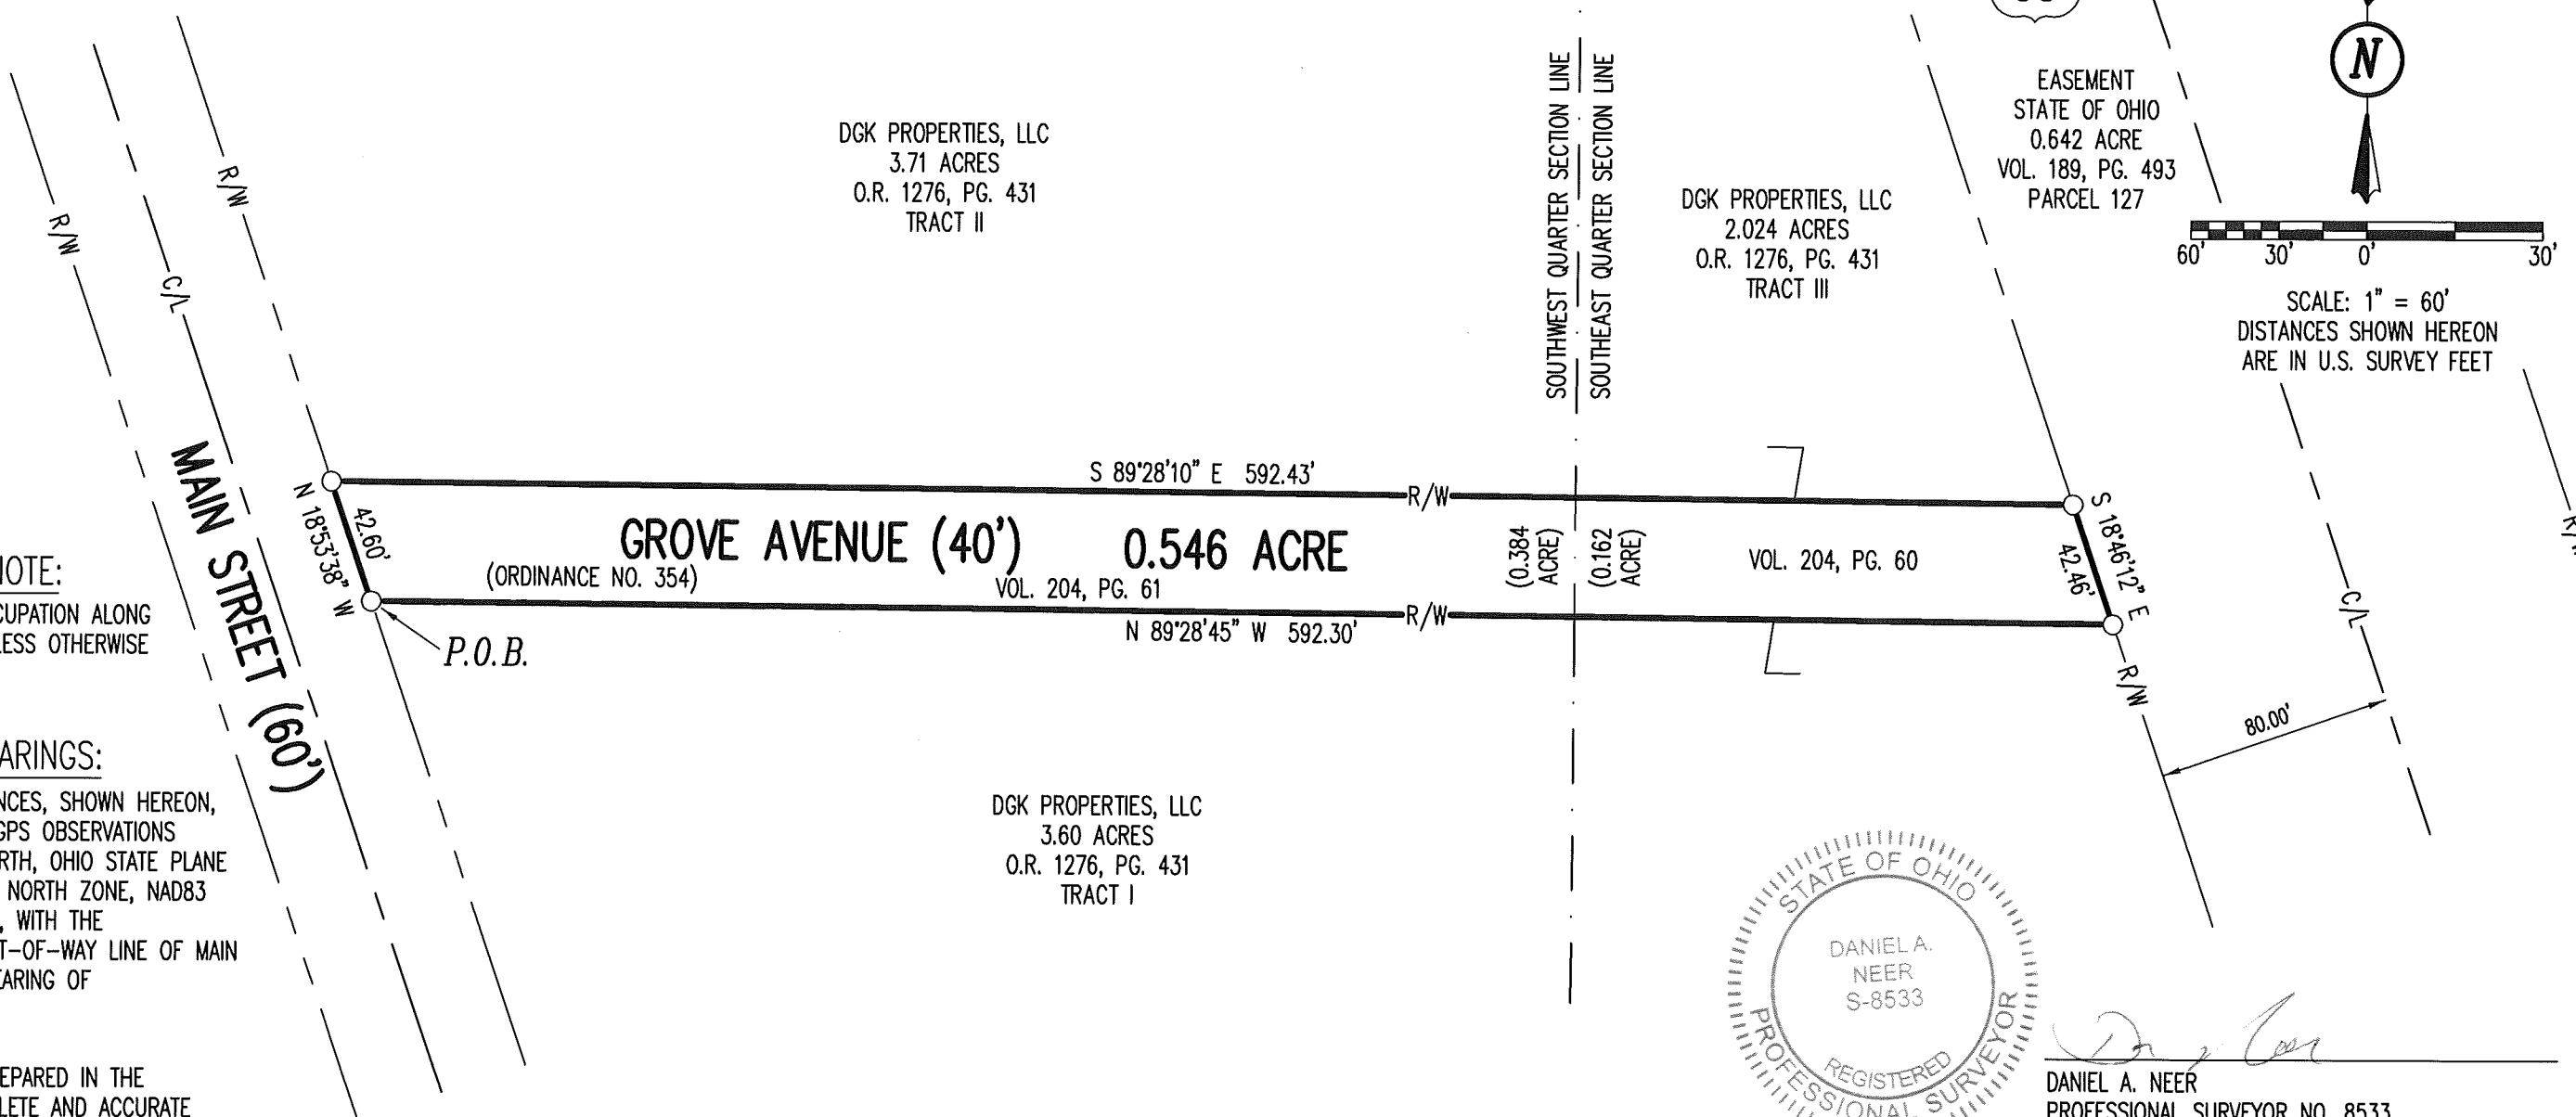 R/W
C/L
R/W
DGK PROPERTIES, LLC
3.71 ACRES
O.R. 1276, PG. 431
TRACT II
SOUTHWEST QUARTER SECTION LINE
SOUTHEAST QUARTER SECTION LINE
DGK PROPERTIES, LLC
2.024 ACRES
O.R. 1276, PG. 431
TRACT III
EASEMENT
STATE OF OHIO
0.642 ACRE
VOL. 189, PG. 493
PARCEL 127
N
60' 30' 0' 30'
SCALE: 1" = 60'
DISTANCES SHOWN HEREON
ARE IN U.S. SURVEY FEET
MAIN STREET (60')
N 18°53'38" W
42.60'
S 89°28'10" E 592.43'
R/W
GROVE AVENUE (40') 0.546 ACRE
(ORDINANCE NO. 354)
VOL. 204, PG. 61
(0.384
ACRE)
(0.162
ACRE)
VOL. 204, PG. 60
S 18°46'12" E
42.46'
N 89°28'45" W 592.30'
R/W
P.O.B.
R/W
C/L
R/W
80.00'
NOTE:
CUPATION ALONG
LESS OTHERWISE
ARINGS:
NCES, SHOWN HEREON,
GPS OBSERVATIONS
RTH, OHIO STATE PLANE
NORTH ZONE, NAD83
, WITH THE
T-OF-WAY LINE OF MAIN
EARING OF
EPARED IN THE
LETE AND ACCURATE
DGK PROPERTIES, LLC
3.60 ACRES
O.R. 1276, PG. 431
TRACT I
STATE OF OHIO
DANIEL A.
NEER
S-8533
REGISTERED
PROFESSIONAL SURVEYOR
DANIEL A. NEER
PROFESSIONAL SURVEYOR NO. 8533